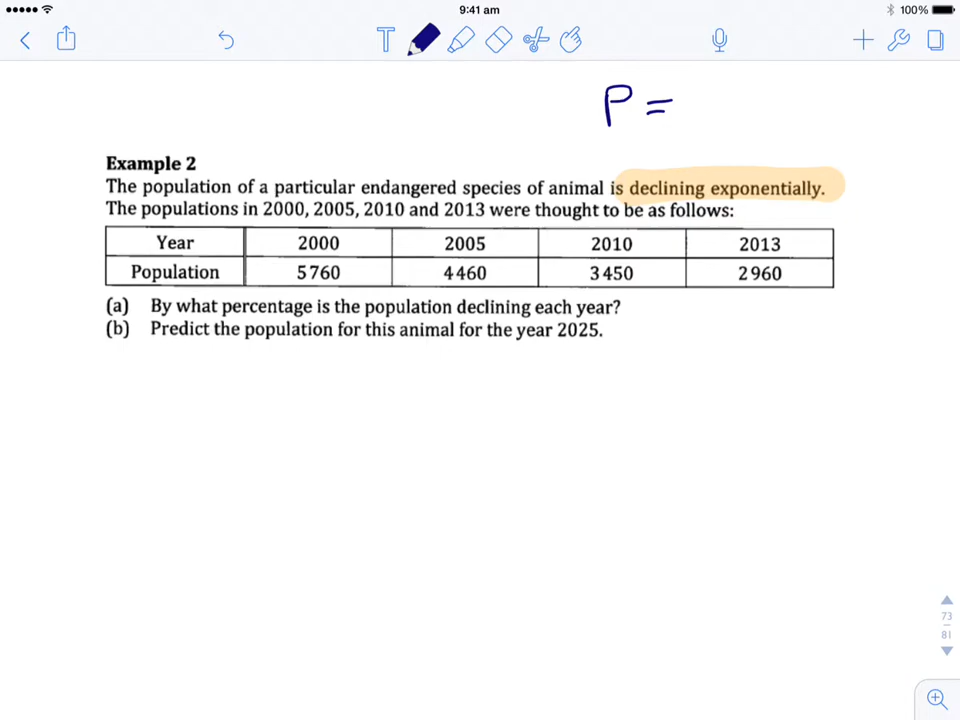 9:41 am
100%
T
P =
Example 2
The population of a particular endangered species of animal is declining exponentially.
The populations in 2000, 2005, 2010 and 2013 were thought to be as follows:
Year 2000 2005 2010 2013
Population 5760 4460 3450 2960
(a) By what percentage is the population declining each year?
(b) Predict the population for this animal for the year 2025.
73
81